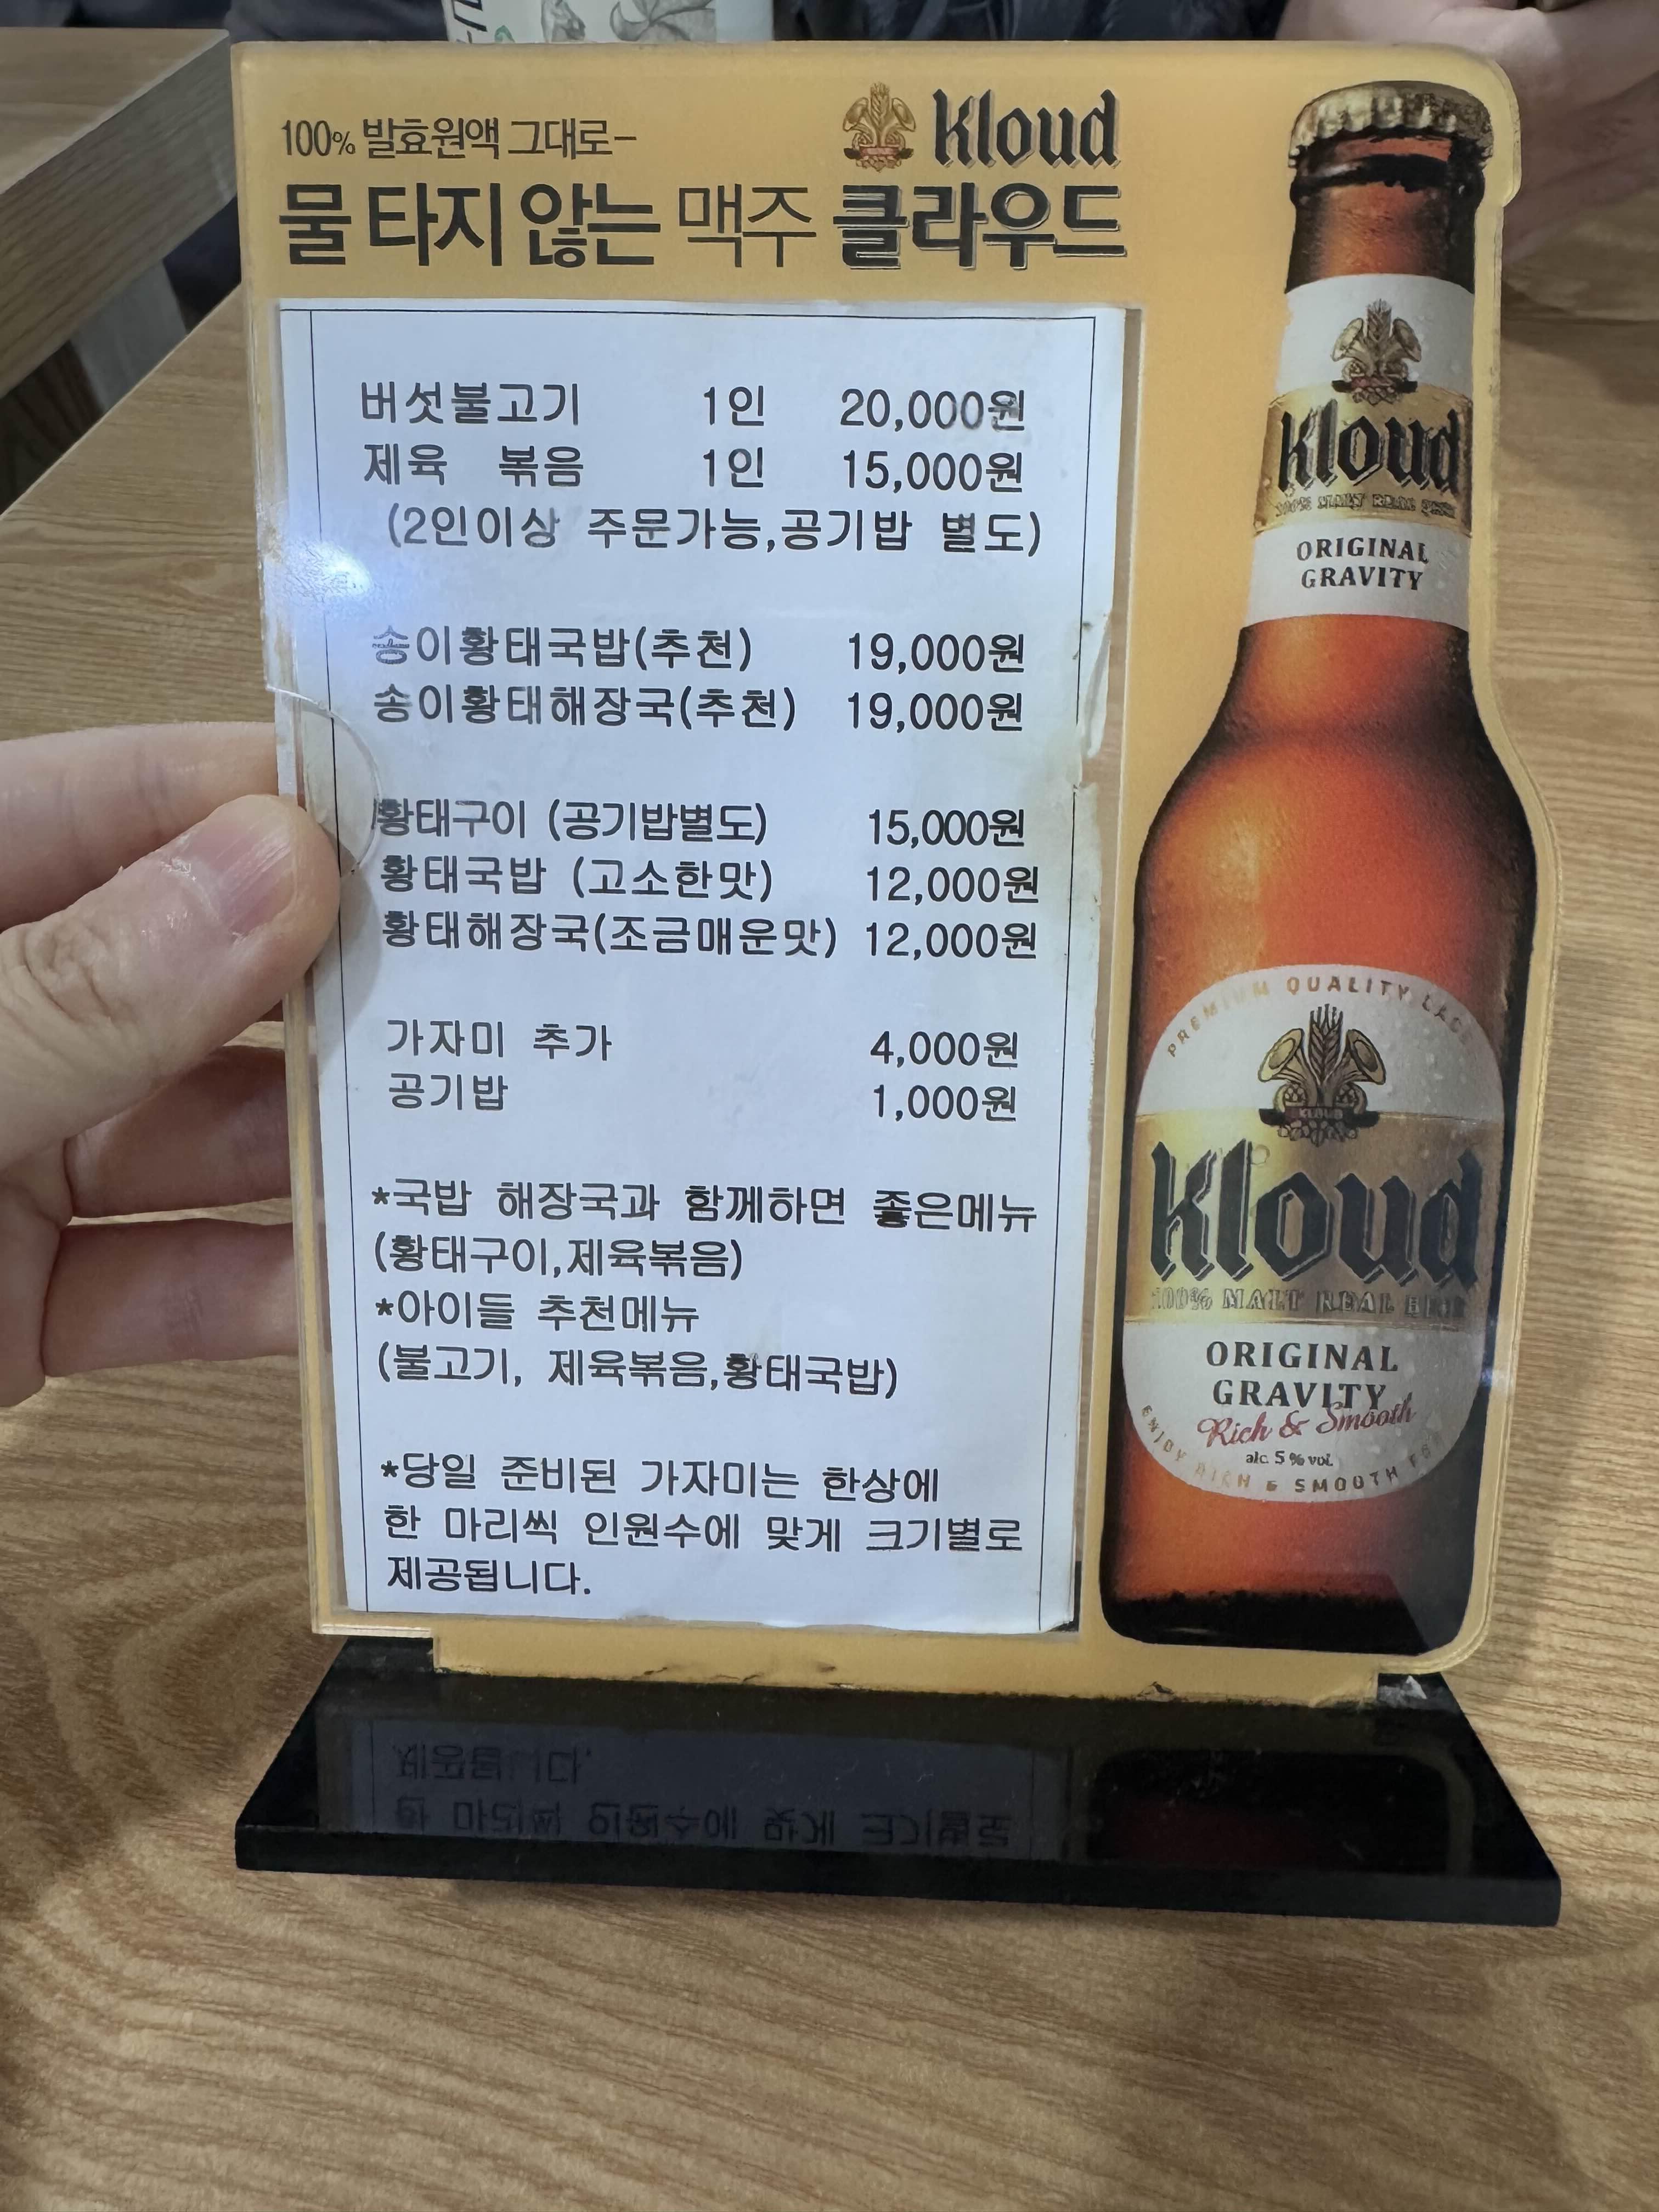 100% 발효원액 그대로-
Kloud
물 타지 않는 맥주 클라우드
버섯불고기 1인 20,000원
제육 볶음 1인 15,000원
(2인이상 주문가능,공기밥 별도)
송이황태국밥(추천) 19,000원
송이황태해장국(추천) 19,000원
황태구이 (공기밥별도) 15,000원
황태국밥 (고소한맛) 12,000원
황태해장국(조금매운맛) 12,000원
가자미 추가 4,000원
공기밥 1,000원
*국밥 해장국과 함께하면 좋은메뉴
(황태구이,제육볶음)
*아이들 추천메뉴
(불고기, 제육볶음,황태국밥)
*당일 준비된 가자미는 한상에
한 마리씩 인원수에 맞게 크기별로
제공됩니다.
Kloud
100% MALT REAL BEER
ORIGINAL
GRAVITY
PREMIUM QUALITY LAGER
KLOUD
Kloud
100% MALT REAL BEER
ORIGINAL
GRAVITY
Rich & Smooth
alc. 5 % vol.
ENJOY RICH & SMOOTH